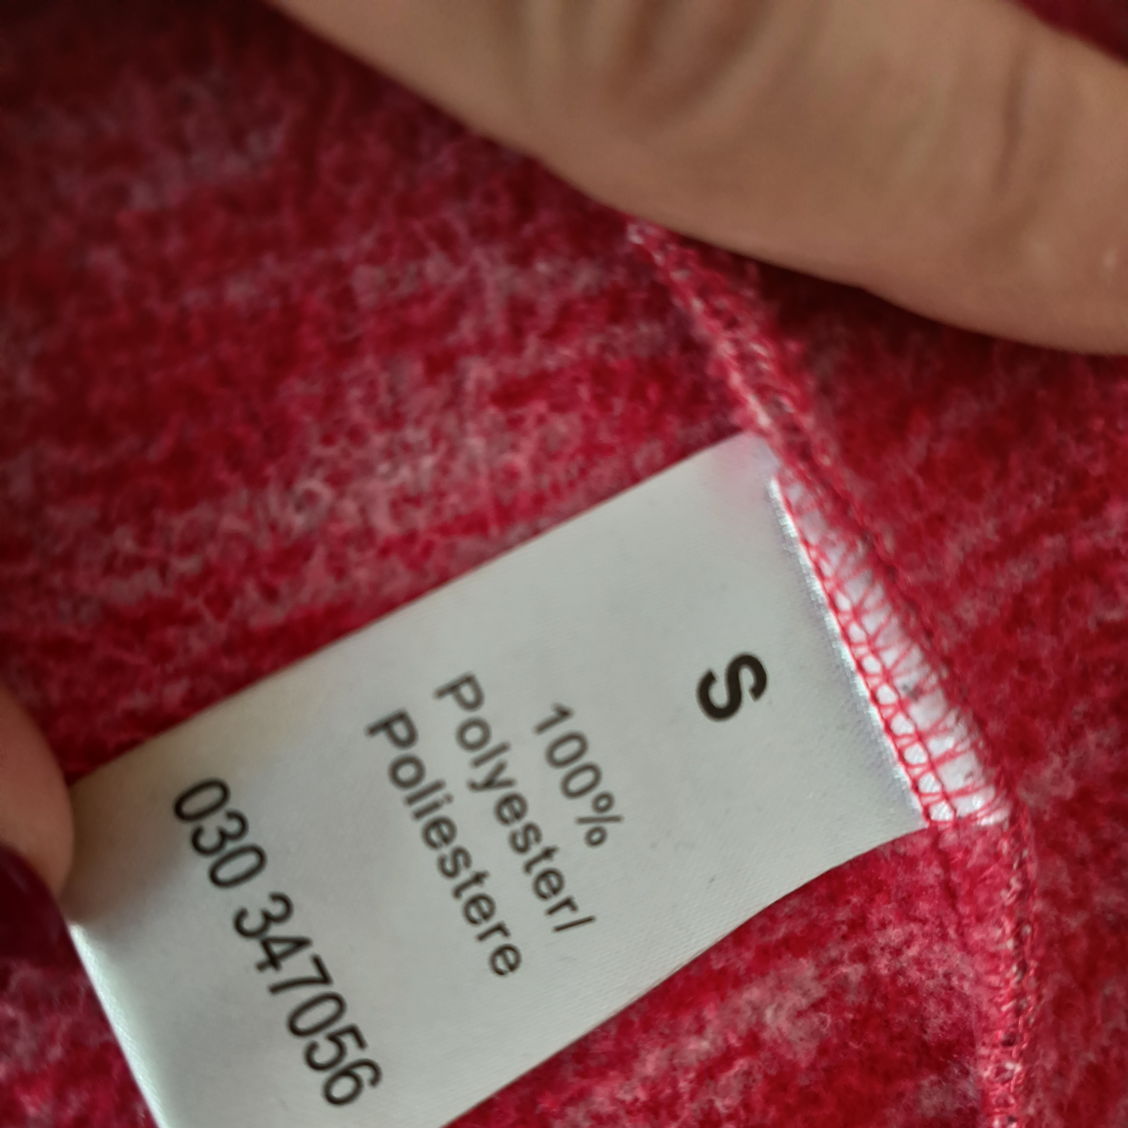 S
100%
Polyester/
Poliestere
030 347056